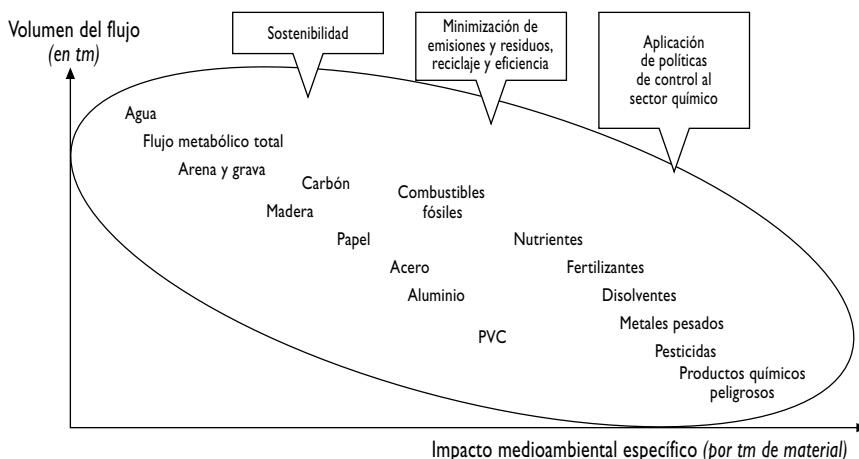 Volumen del flujo
(en tm)
Sostenibilidad
Minimización de
emisiones y residuos,
reciclaje y eficiencia
Aplicación
de políticas
de control al
sector químico
Agua
Flujo metabólico total
Arena y grava
Carbón
Madera
Combustibles
fósiles
Papel
Nutrientes
Acero
Fertilizantes
Aluminio
Disolventes
Metales pesados
PVC
Pesticidas
Productos químicos
peligrosos
Impacto medioambiental específico (por tm de material)